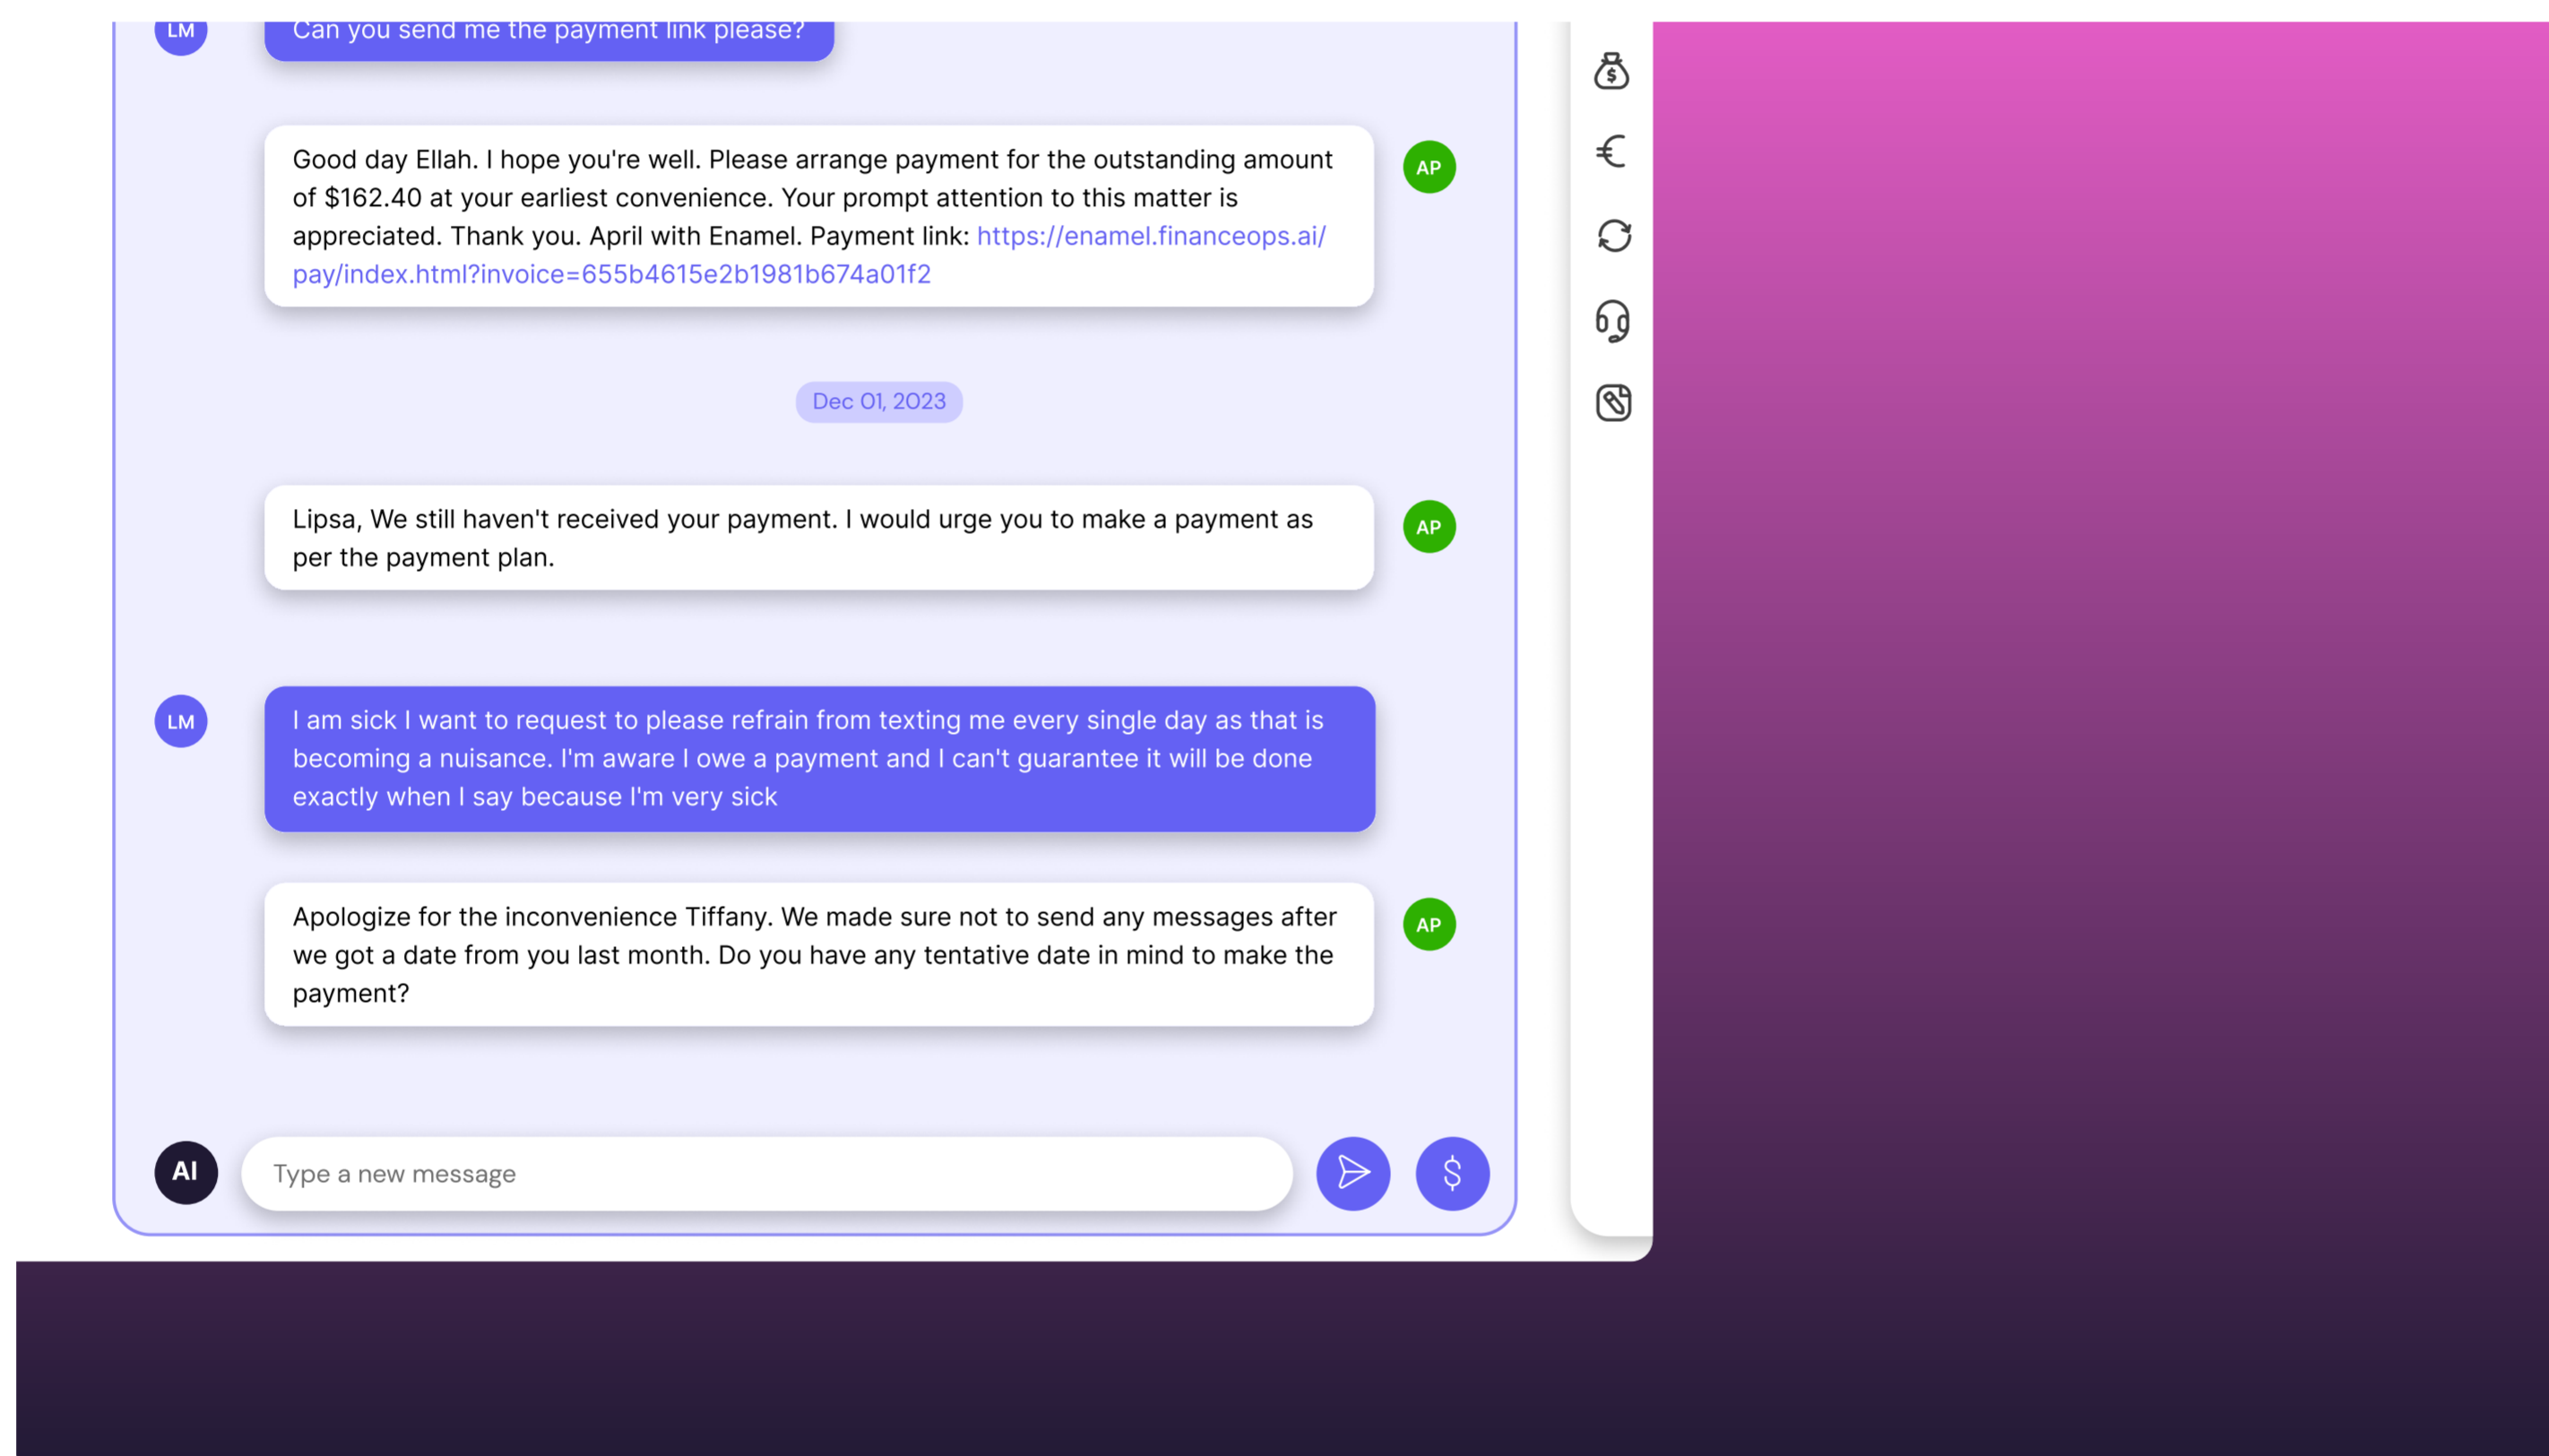 LM
Can you send me the payment link please?
Good day Ellah. I hope you're well. Please arrange payment for the outstanding amount
of $162.40 at your earliest convenience. Your prompt attention to this matter is
appreciated. Thank you. April with Enamel. Payment link: https://enamel.financeops.ai/
pay/index.html?invoice=655b4615e2b1981b674a01f2
AP
Dec 01, 2023
Lipsa, We still haven't received your payment. I would urge you to make a payment as
per the payment plan.
AP
LM
I am sick I want to request to please refrain from texting me every single day as that is
becoming a nuisance. I'm aware I owe a payment and I can't guarantee it will be done
exactly when I say because I'm very sick
Apologize for the inconvenience Tiffany. We made sure not to send any messages after
we got a date from you last month. Do you have any tentative date in mind to make the
payment?
AP
AI
Type a new message